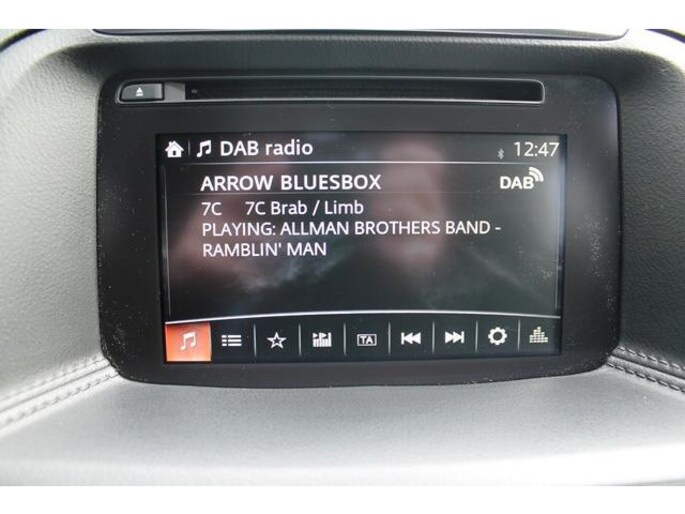 DAB radio 12:47
ARROW BLUESBOX DAB
7C 7C Brab / Limb
PLAYING: ALLMAN BROTHERS BAND -
RAMBLIN' MAN
TA